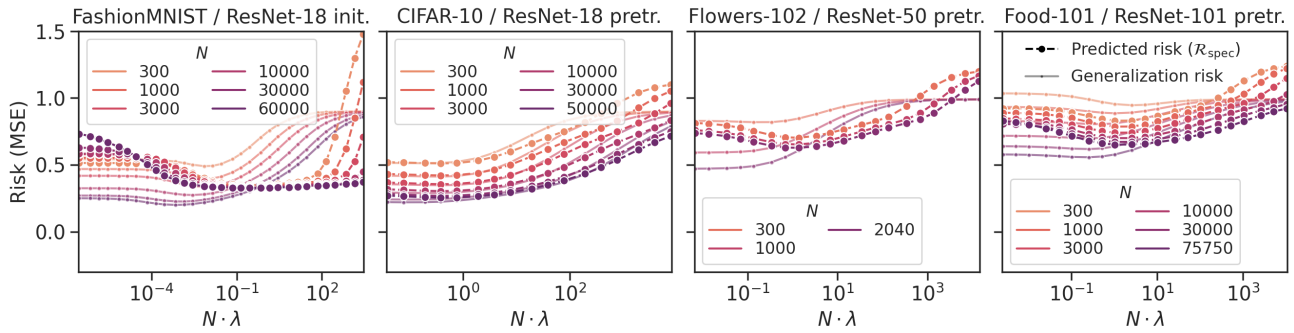 FashionMNIST / ResNet-18 init.
CIFAR-10 / ResNet-18 pretr.
Flowers-102 / ResNet-50 pretr.
Food-101 / ResNet-101 pretr.
Risk (MSE)
1.5
1.0
0.5
0.0
N
300
1000
3000
10000
30000
60000
10⁻⁴
10⁻¹
10²
N · λ
N
300
1000
3000
10000
30000
50000
10⁰
10²
N · λ
N
300
1000
2040
10⁻¹
10¹
10³
N · λ
Predicted risk (ℛ_spec)
Generalization risk
N
300
1000
3000
10000
30000
75750
10⁻¹
10¹
10³
N · λ